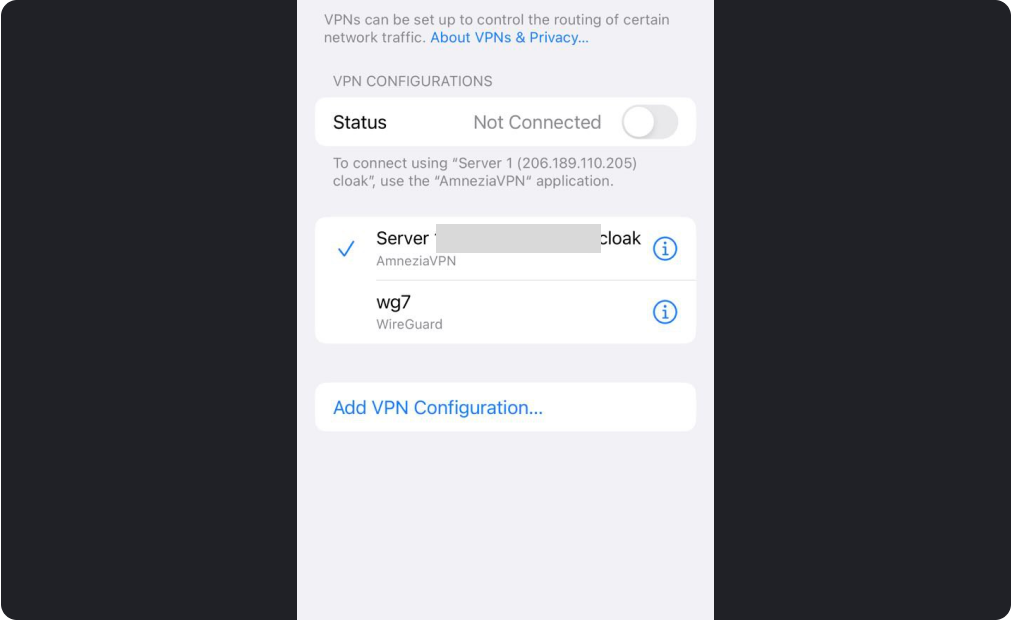 VPNs can be set up to control the routing of certain
network traffic. About VPNs & Privacy...
VPN CONFIGURATIONS
Status Not Connected
To connect using “Server 1 (206.189.110.205)
cloak”, use the “AmneziaVPN” application.
Server cloak
AmneziaVPN
wg7
WireGuard
Add VPN Configuration...